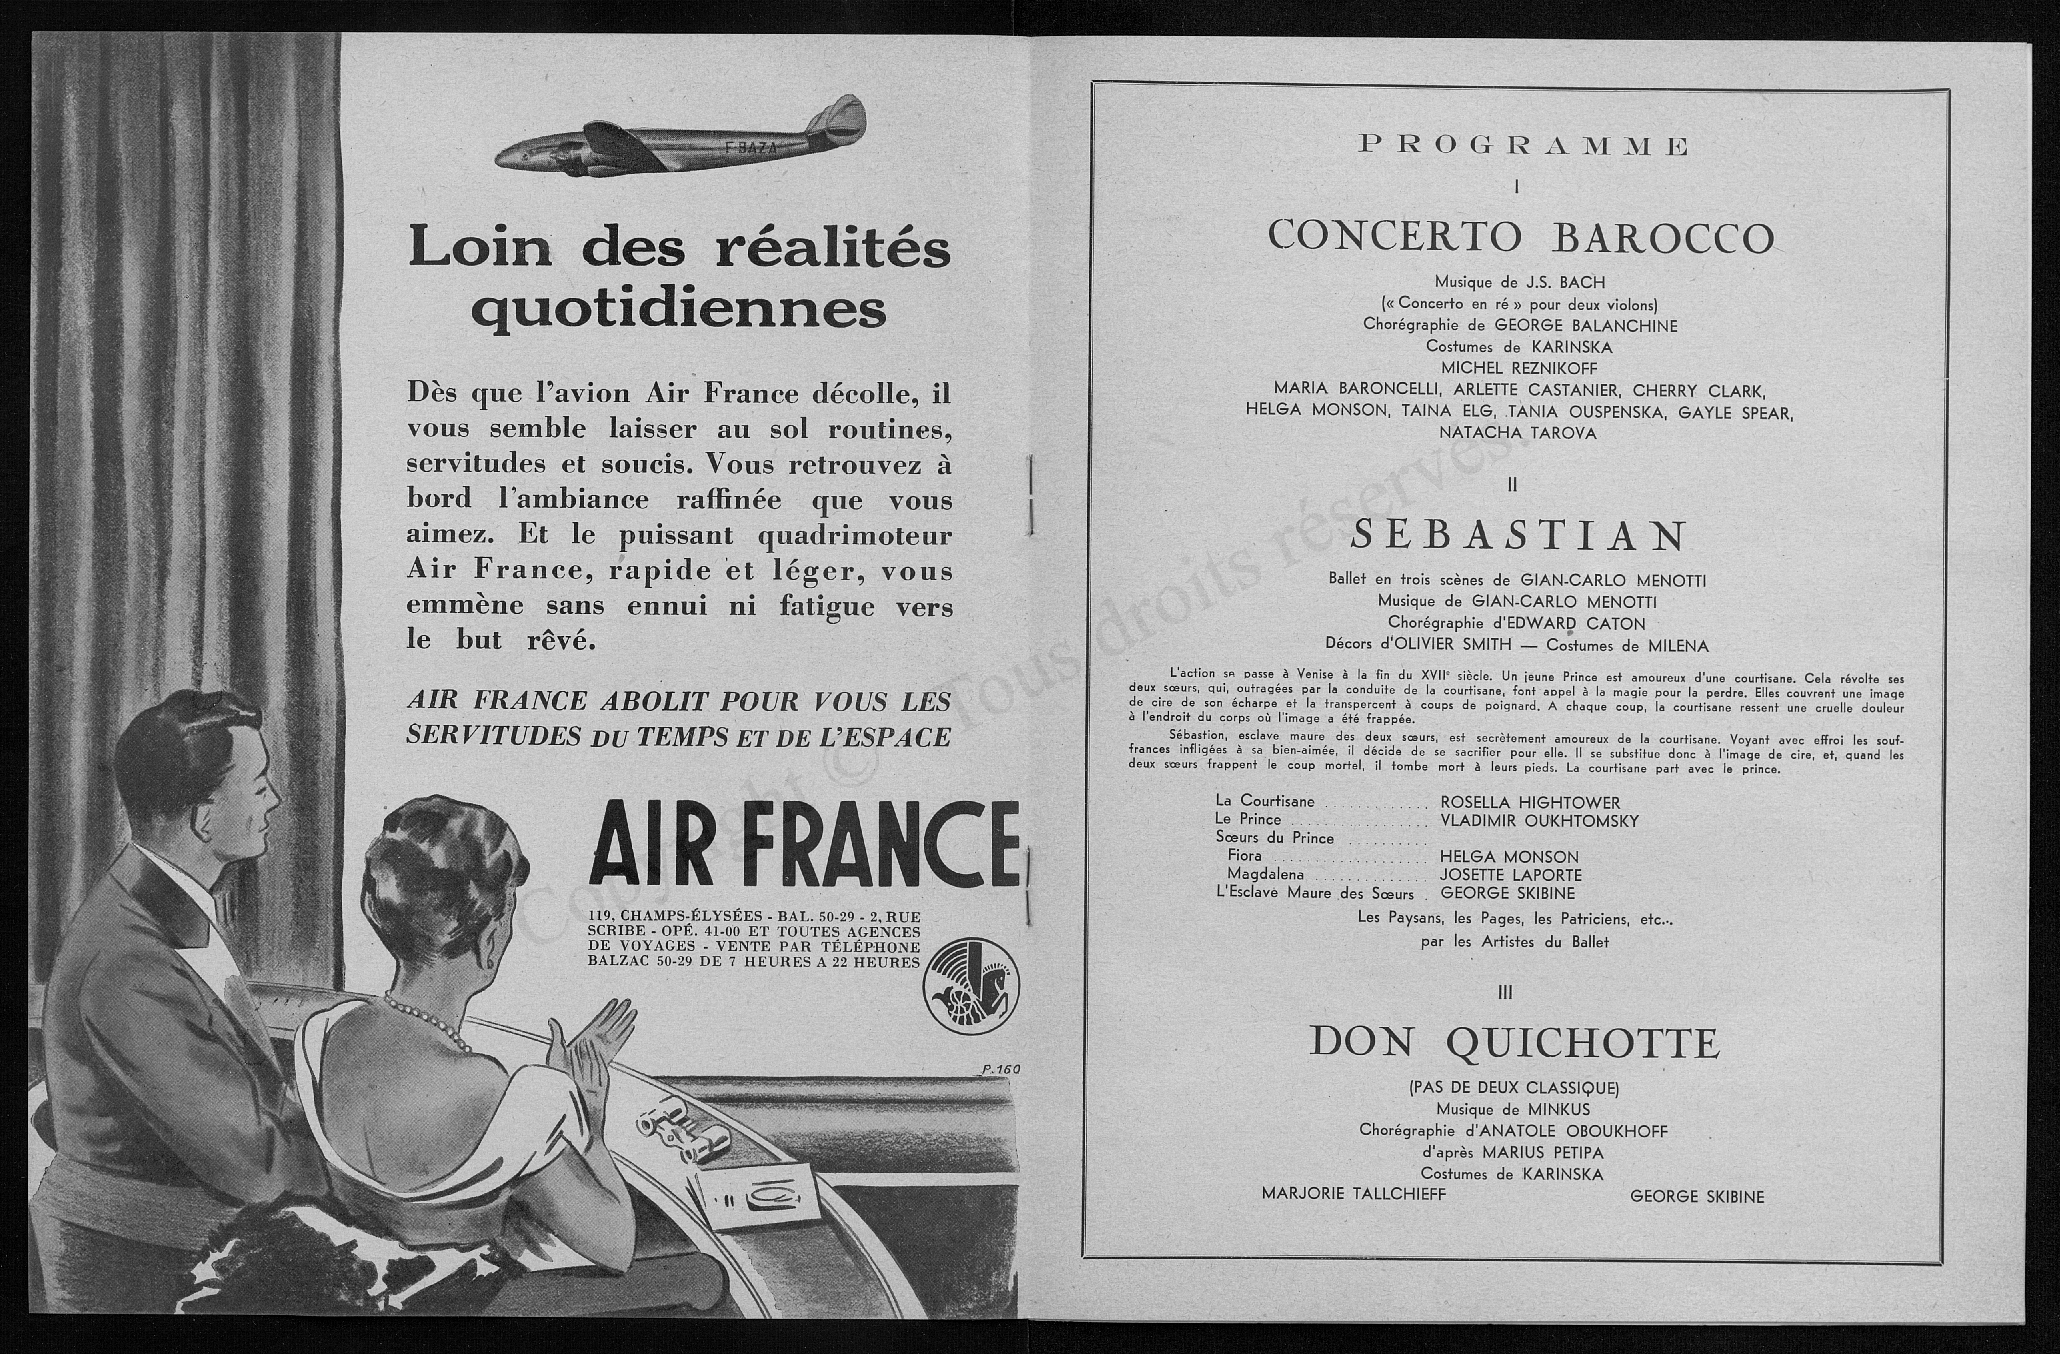 F-BAZA
Loin des réalités
quotidiennes
Dès que l'avion Air France décolle, il
vous semble laisser au sol routines,
servitudes et soucis. Vous retrouvez à
bord l'ambiance raffinée que vous
aimez. Et le puissant quadrimoteur
Air France, rapide et léger, vous
emmène sans ennui ni fatigue vers
le but rêvé.
AIR FRANCE ABOLIT POUR VOUS LES
SERVITUDES DU TEMPS ET DE L'ESPACE
AIR FRANCE
119, CHAMPS-ÉLYSÉES - BAL. 50-29 - 2, RUE
SCRIBE - OPÉ. 41-00 ET TOUTES AGENCES
DE VOYAGES - VENTE PAR TÉLÉPHONE
BALZAC 50-29 DE 7 HEURES A 22 HEURES
P.160
PROGRAMME
I
CONCERTO BAROCCO
Musique de J.S. BACH
(« Concerto en ré » pour deux violons)
Chorégraphie de GEORGE BALANCHINE
Costumes de KARINSKA
MICHEL REZNIKOFF
MARIA BARONCELLI, ARLETTE CASTANIER, CHERRY CLARK,
HELGA MONSON, TAINA ELG, TANIA OUSPENSKA, GAYLE SPEAR,
NATACHA TAROVA
II
SEBASTIAN
Ballet en trois scènes de GIAN-CARLO MENOTTI
Musique de GIAN-CARLO MENOTTI
Chorégraphie d'EDWARD CATON
Décors d'OLIVIER SMITH — Costumes de MILENA
L'action se passe à Venise à la fin du XVIIe siècle. Un jeune Prince est amoureux d'une courtisane. Cela révolte ses
deux sœurs, qui, outragées par la conduite de la courtisane, font appel à la magie pour la perdre. Elles couvrent une image
de cire de son écharpe et la transpercent à coups de poignard. A chaque coup, la courtisane ressent une cruelle douleur
à l'endroit du corps où l'image a été frappée.
Sébastien, esclave maure des deux sœurs, est secrètement amoureux de la courtisane. Voyant avec effroi les souf-
frances infligées à sa bien-aimée, il décide de se sacrifier pour elle. Il se substitue donc à l'image de cire, et, quand les
deux sœurs frappent le coup mortel, il tombe mort à leurs pieds. La courtisane part avec le prince.
La Courtisane ............ ROSELLA HIGHTOWER
Le Prince ................ VLADIMIR OUKHTOMSKY
Sœurs du Prince ..........
Fiora .................... HELGA MONSON
Magdalena ............. JOSETTE LAPORTE
L'Esclave Maure des Sœurs . GEORGE SKIBINE
Les Paysans, les Pages, les Patriciens, etc...
par les Artistes du Ballet
III
DON QUICHOTTE
(PAS DE DEUX CLASSIQUE)
Musique de MINKUS
Chorégraphie d'ANATOLE OBOUKHOFF
d'après MARIUS PETIPA
Costumes de KARINSKA
MARJORIE TALLCHIEFF GEORGE SKIBINE
Copyright © Tous droits réservés.